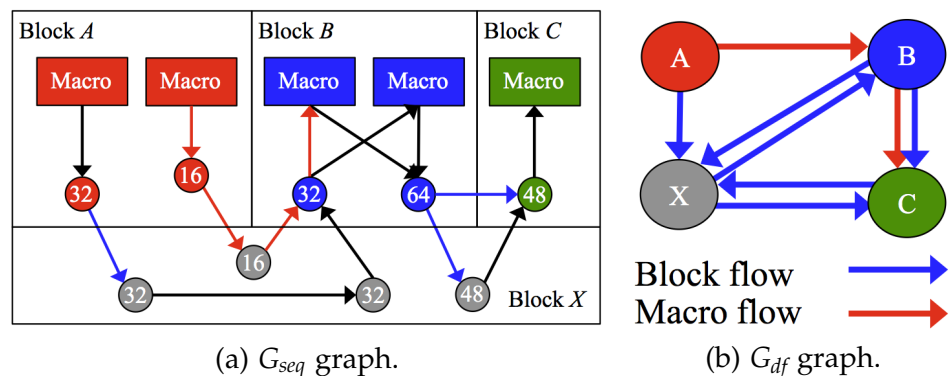 Block A
Block B
Block C
Macro
Macro
Macro
Macro
Macro
32
16
32
64
48
16
32
32
48
Block X
(a) Gseq graph.
A
B
X
C
Block flow
Macro flow
(b) Gdf graph.